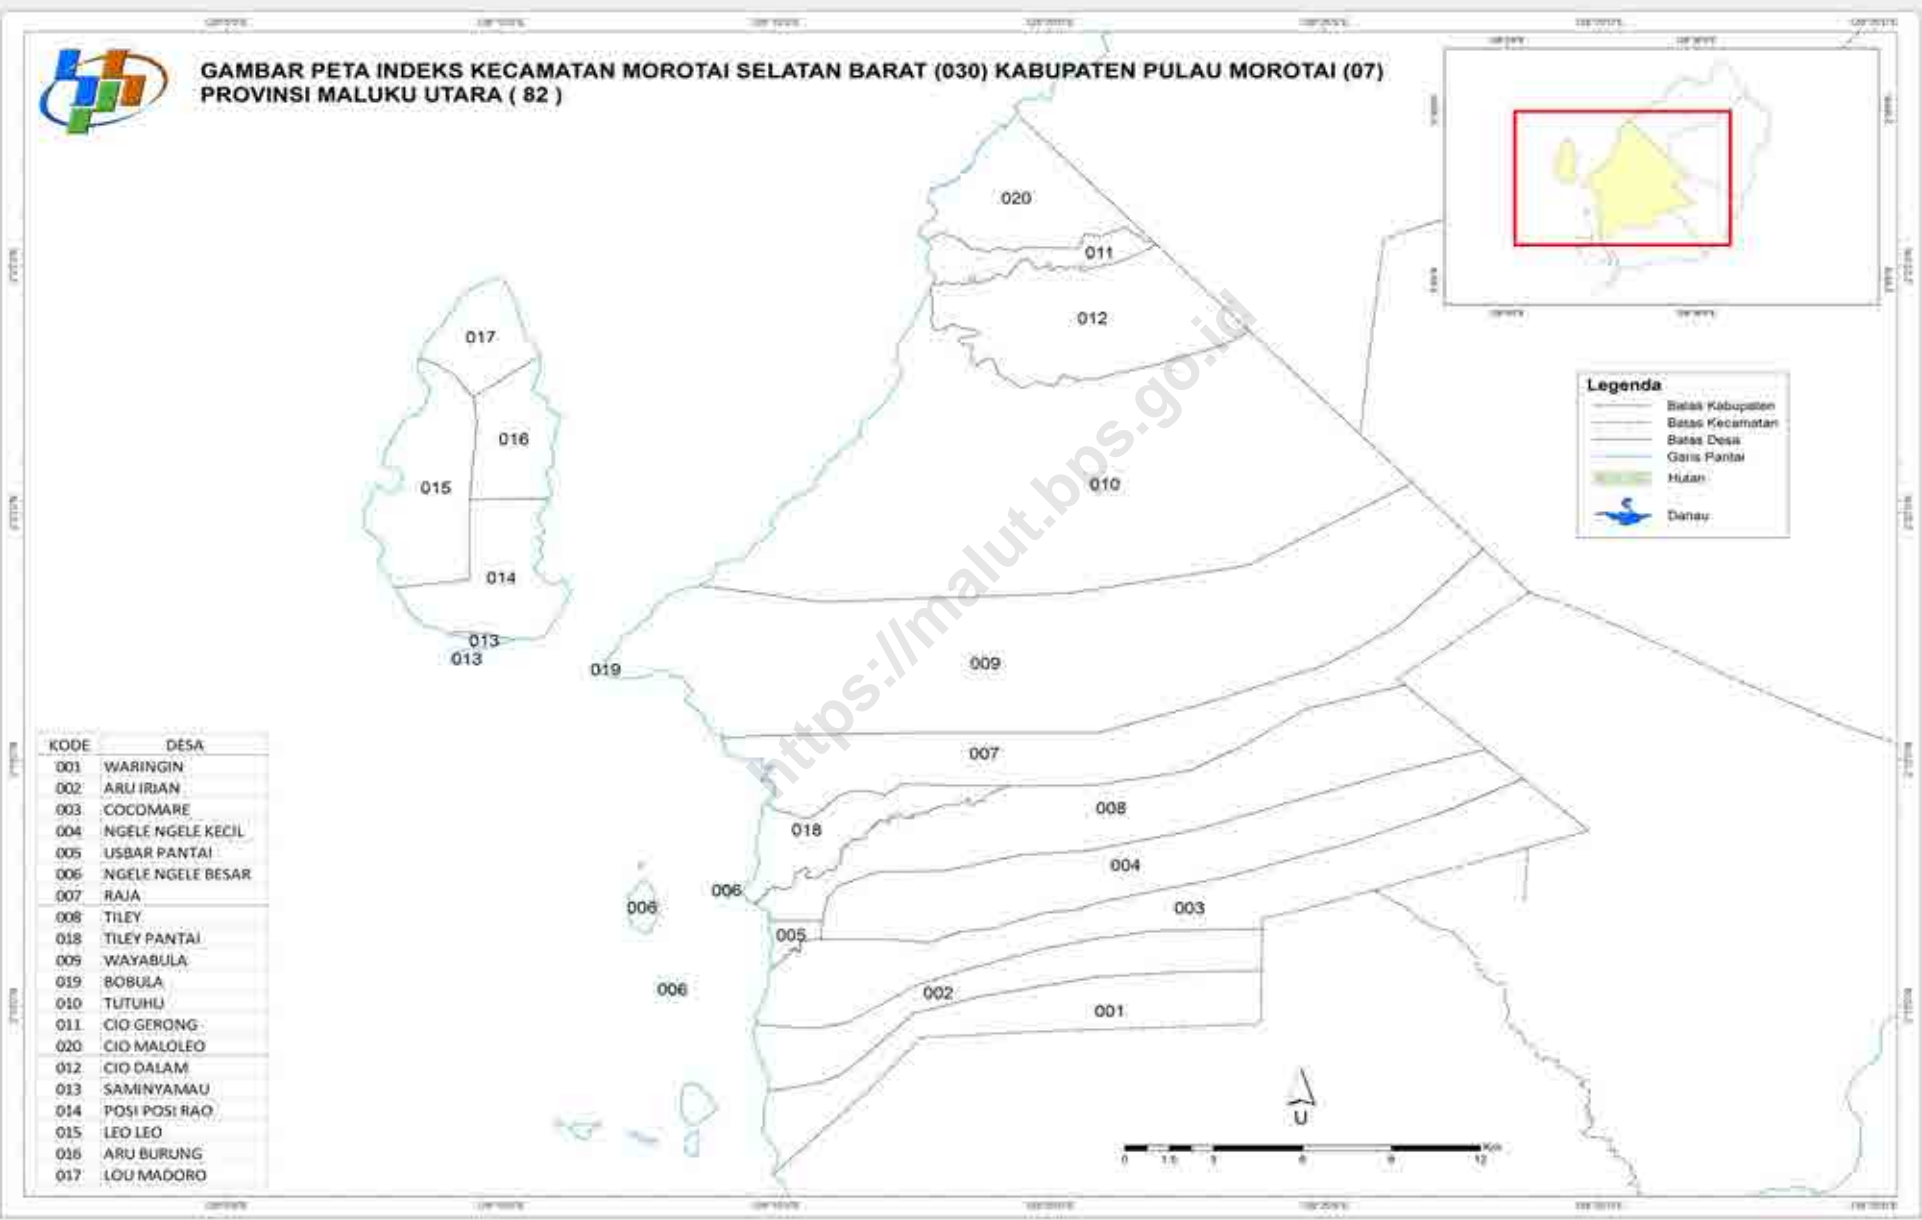 GAMBAR PETA INDEKS KECAMATAN MOROTAI SELATAN BARAT (030) KABUPATEN PULAU MOROTAI (07)
PROVINSI MALUKU UTARA ( 82 )
020
011
012
017
016
015
010
014
013
013
019
009
007
008
018
004
006
006
003
005
006
002
001
https://malut.bps.go.id
Legenda
Batas Kabupaten
Batas Kecamatan
Batas Desa
Garis Pantai
Hutan
Danau
KODE DESA
001 WARINGIN
002 ARU IRIAN
003 COCOMARE
004 NGELE NGELE KECIL
005 USBAR PANTAI
006 NGELE NGELE BESAR
007 RAJA
008 TILEY
018 TILEY PANTAI
009 WAYABULA
019 BOBULA
010 TUTUHU
011 CIO GERONG
020 CIO MALOLEO
012 CIO DALAM
013 SAMINYAMAU
014 POSI POSI RAO
015 LEO LEO
016 ARU BURUNG
017 LOU MADORO
U
0 1.5 3 6 9 12
Km